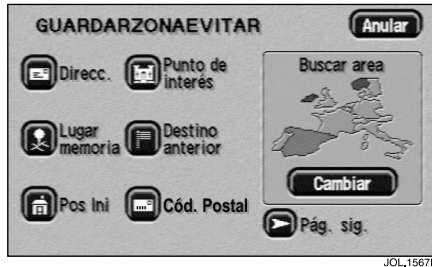 GUARDARZONAEVITAR
Anular
Direcc.
Punto de
interés
Buscar area
Lugar
memoria
Destino
anterior
Cambiar
Pos Ini
Cód. Postal
Pág. sig.
JOL.1567L